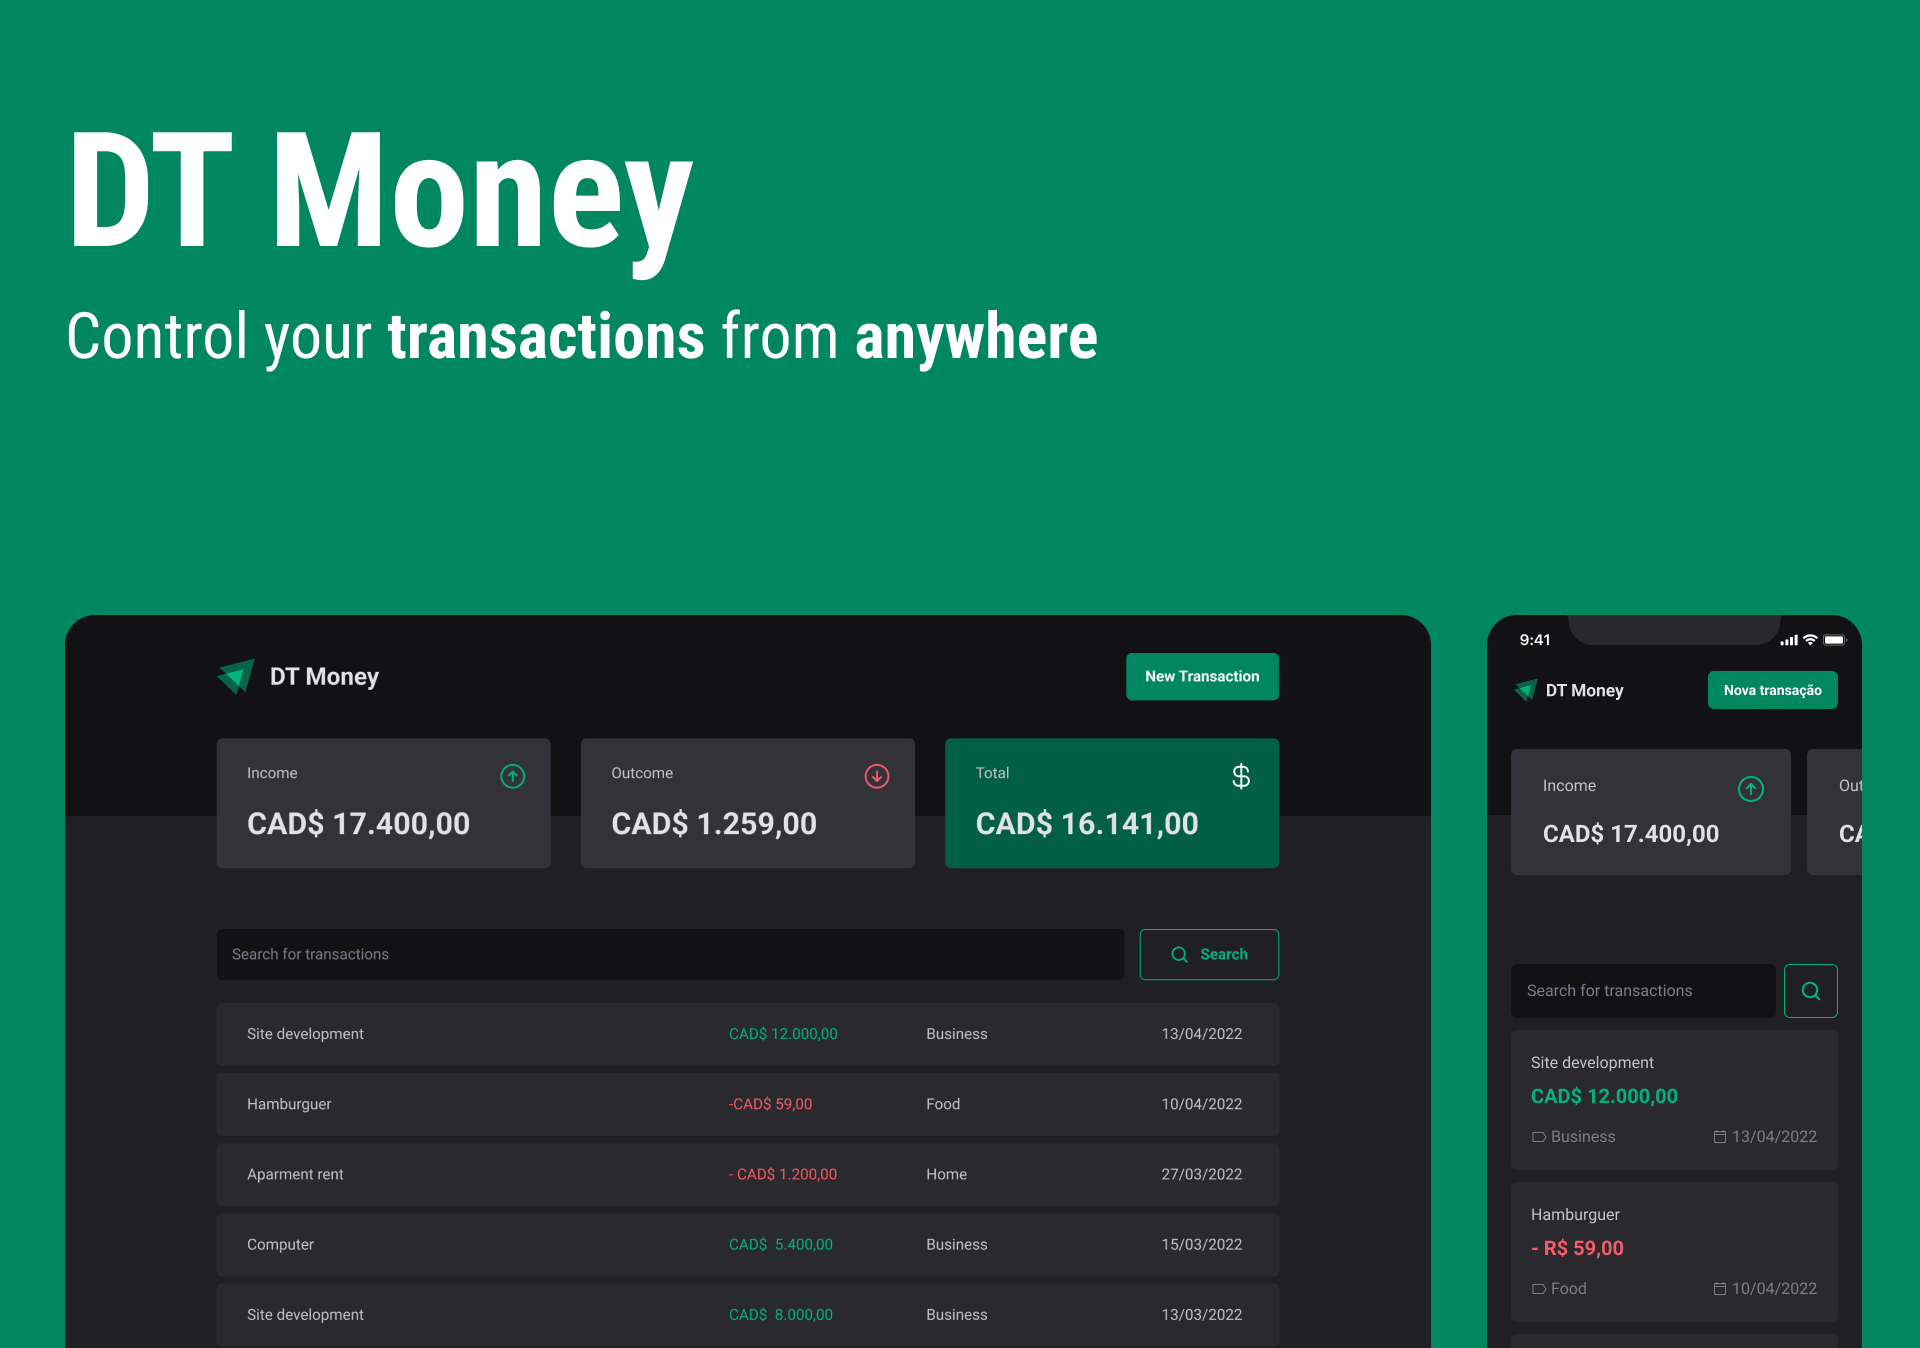 DT Money
Control your transactions from anywhere
DT Money
New Transaction
Income
CAD$ 17.400,00
Outcome
CAD$ 1.259,00
Total
$
CAD$ 16.141,00
Search for transactions
Search
Site development CAD$ 12.000,00 Business 13/04/2022
Hamburguer -CAD$ 59,00 Food 10/04/2022
Aparment rent - CAD$ 1.200,00 Home 27/03/2022
Computer CAD$ 5.400,00 Business 15/03/2022
Site development CAD$ 8.000,00 Business 13/03/2022
9:41
DT Money
Nova transação
Income
CAD$ 17.400,00
Out
CA
Search for transactions
Site development
CAD$ 12.000,00
Business 13/04/2022
Hamburguer
- R$ 59,00
Food 10/04/2022